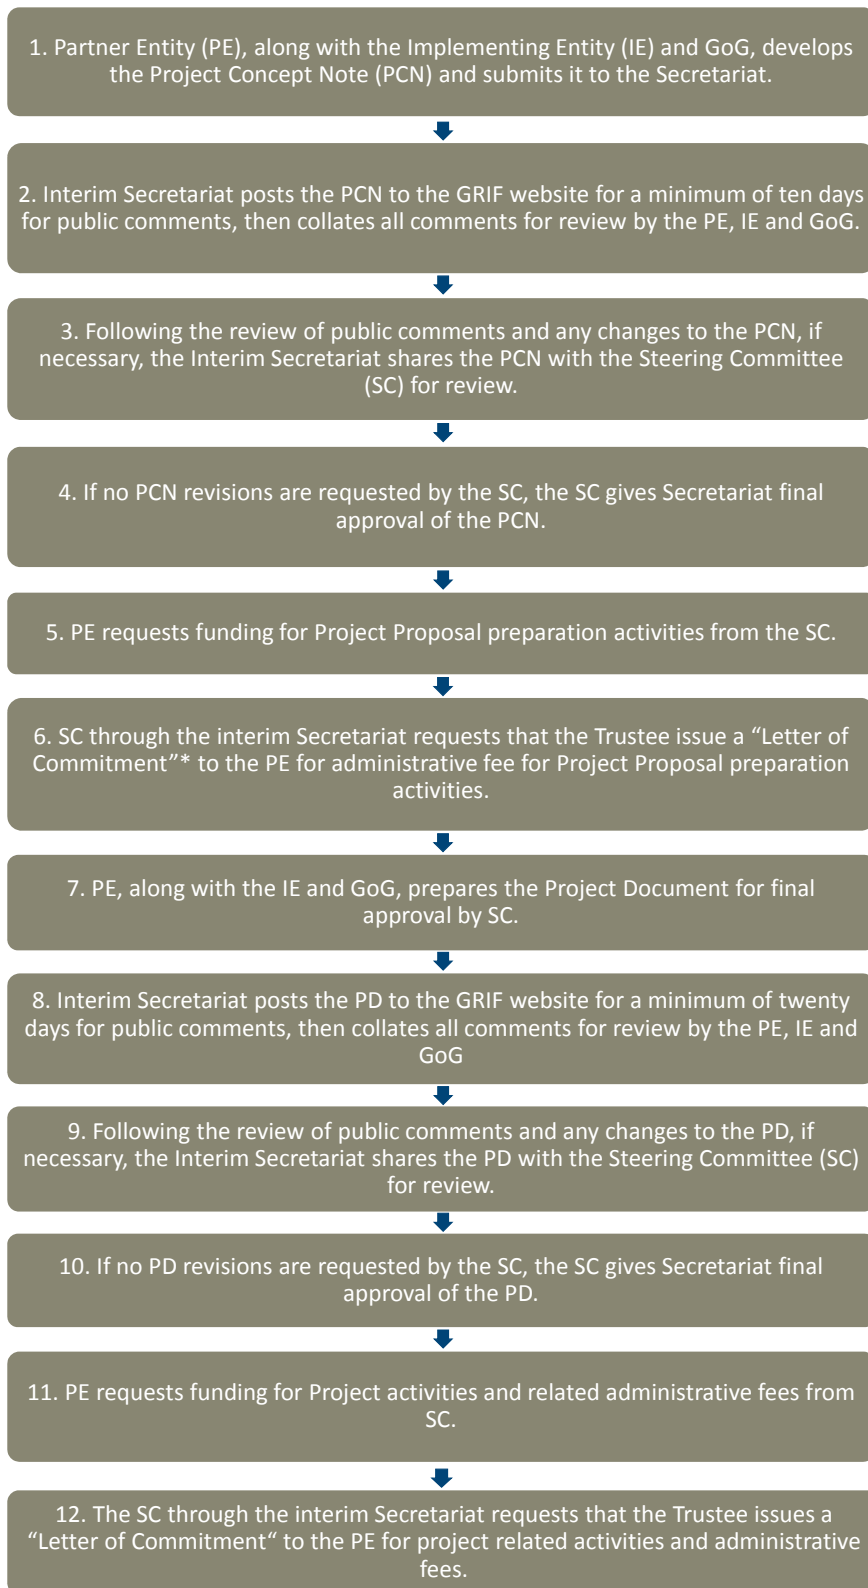 1. Partner Entity (PE), along with the Implementing Entity (IE) and GoG, develops
the Project Concept Note (PCN) and submits it to the Secretariat.
2. Interim Secretariat posts the PCN to the GRIF website for a minimum of ten days
for public comments, then collates all comments for review by the PE, IE and GoG.
3. Following the review of public comments and any changes to the PCN, if
necessary, the Interim Secretariat shares the PCN with the Steering Committee
(SC) for review.
4. If no PCN revisions are requested by the SC, the SC gives Secretariat final
approval of the PCN.
5. PE requests funding for Project Proposal preparation activities from the SC.
6. SC through the interim Secretariat requests that the Trustee issue a “Letter of
Commitment”* to the PE for administrative fee for Project Proposal preparation
activities.
7. PE, along with the IE and GoG, prepares the Project Document for final
approval by SC.
8. Interim Secretariat posts the PD to the GRIF website for a minimum of twenty
days for public comments, then collates all comments for review by the PE, IE and
GoG
9. Following the review of public comments and any changes to the PD, if
necessary, the Interim Secretariat shares the PD with the Steering Committee (SC)
for review.
10. If no PD revisions are requested by the SC, the SC gives Secretariat final
approval of the PD.
11. PE requests funding for Project activities and related administrative fees from
SC.
12. The SC through the interim Secretariat requests that the Trustee issues a
“Letter of Commitment“ to the PE for project related activities and administrative
fees.